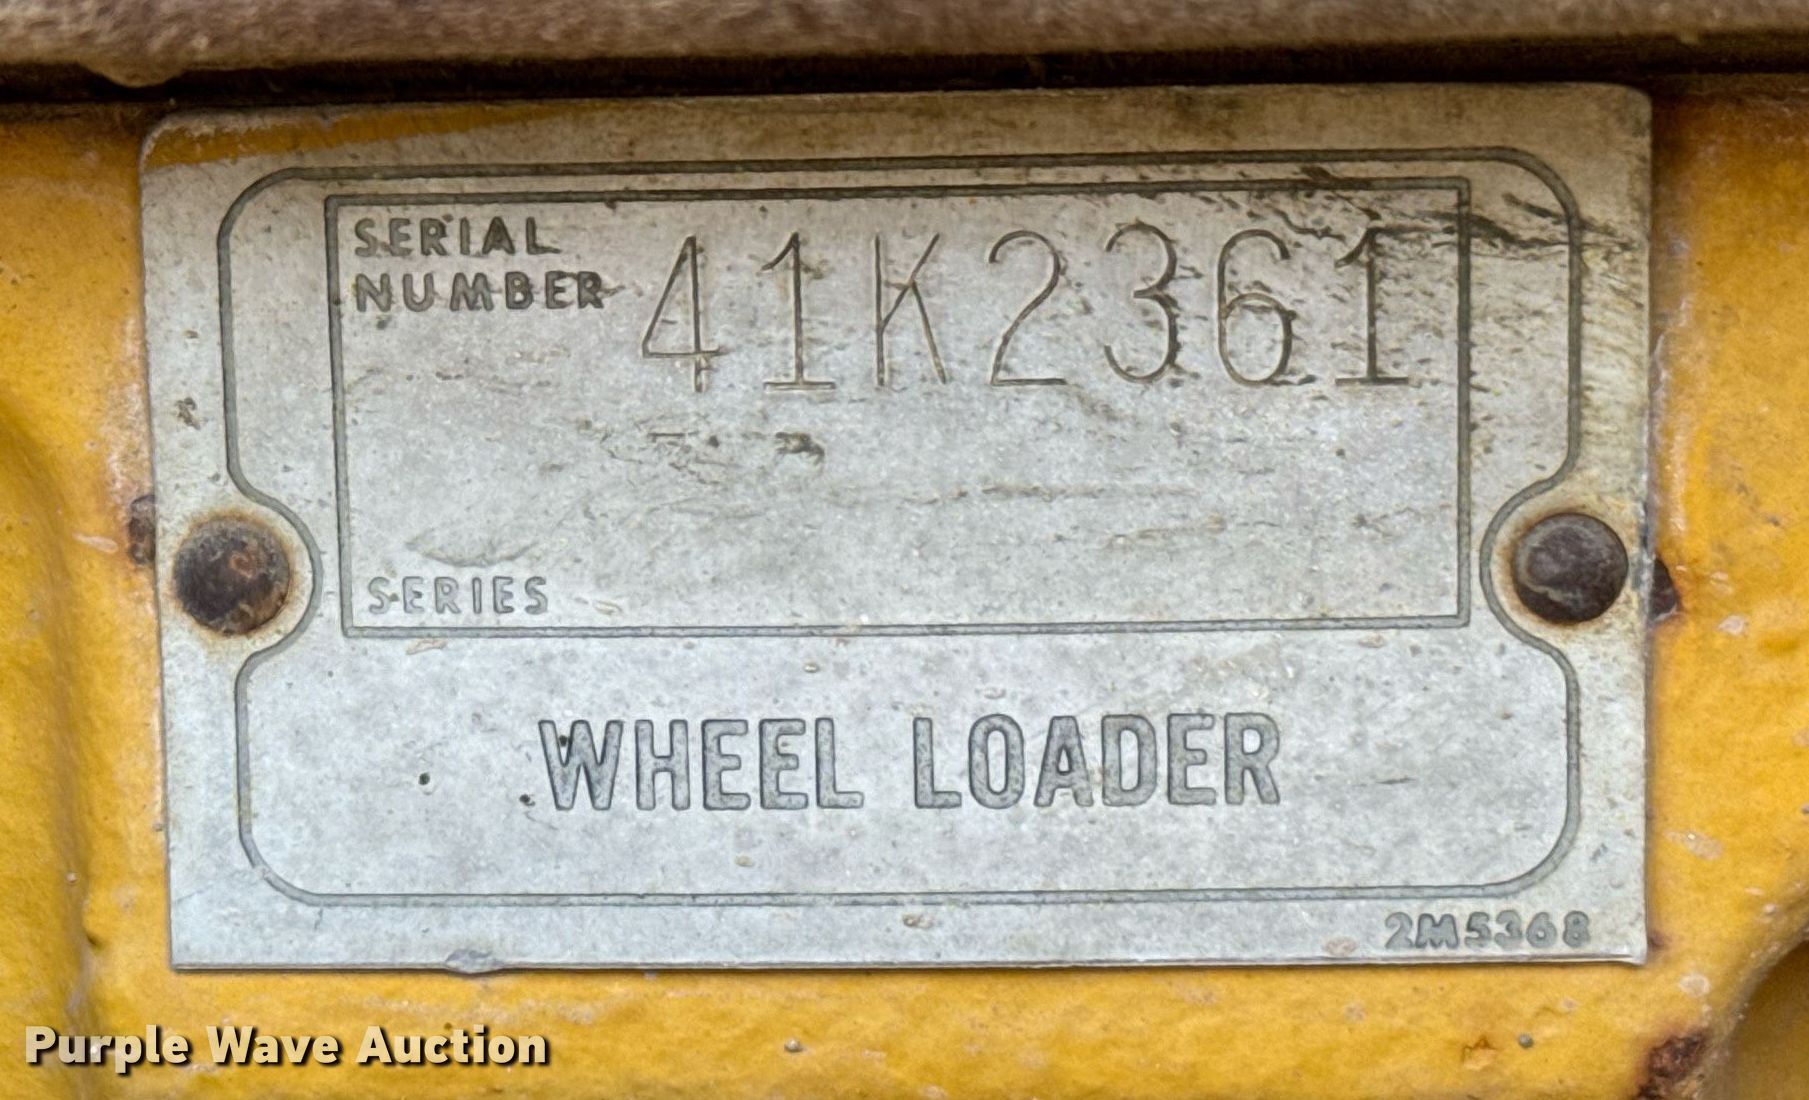 SERIAL
NUMBER 41K2361
SERIES
WHEEL LOADER
2M5368
Purple Wave Auction